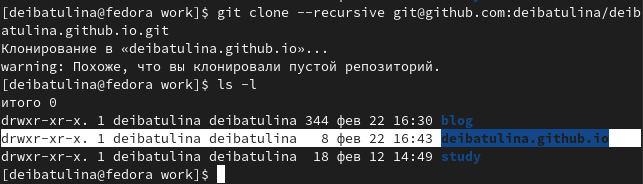 [deibatulina@fedora work]$ git clone --recursive git@github.com:deibatulina/deib
atulina.github.io.git
Клонирование в «deibatulina.github.io»...
warning: Похоже, что вы клонировали пустой репозиторий.
[deibatulina@fedora work]$ ls -l
итого 0
drwxr-xr-x. 1 deibatulina deibatulina 344 фев 22 16:30 blog
drwxr-xr-x. 1 deibatulina deibatulina   8 фев 22 16:43 deibatulina.github.io
drwxr-xr-x. 1 deibatulina deibatulina  18 фев 12 14:49 study
[deibatulina@fedora work]$